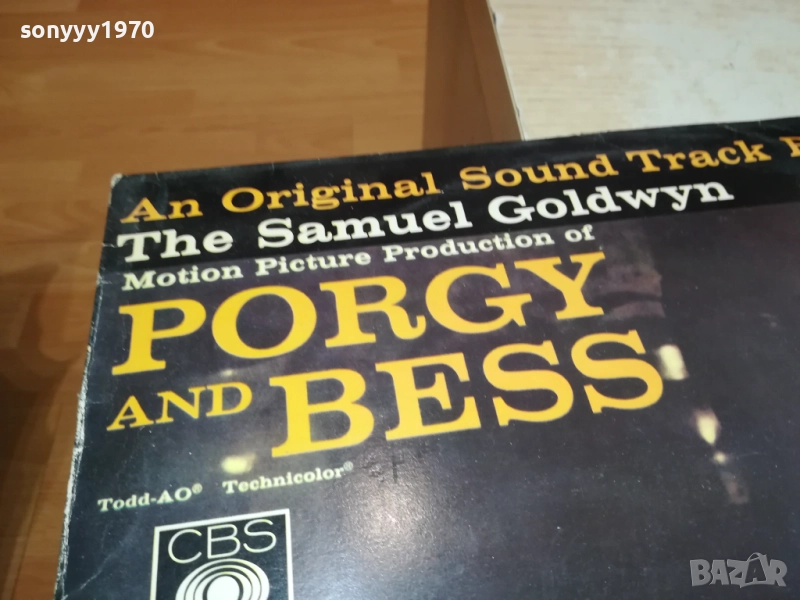 sonyyy1970
An Original Sound Track
The Samuel Goldwyn
Motion Picture Production of
PORGY
AND BESS
Todd-AO® Technicolor®
CBS
BAZAR